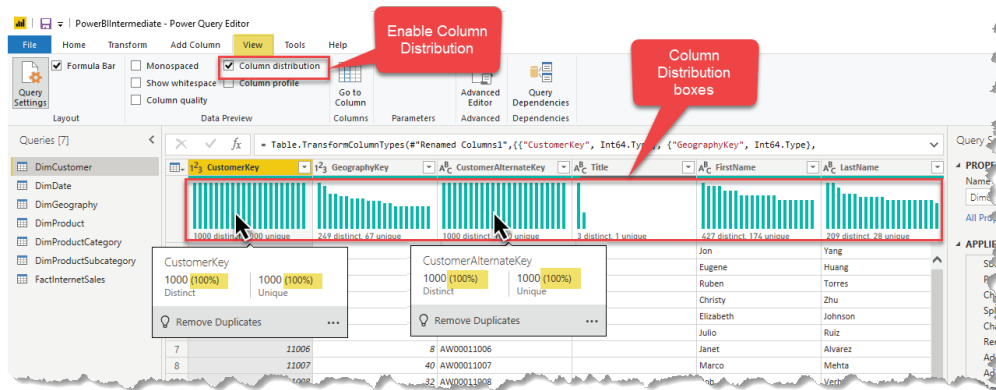 PowerBIIntermediate - Power Query Editor
File Home Transform Add Column View Tools Help
Enable Column
Distribution
Column
Distribution
boxes
Query
Settings
Formula Bar
Monospaced
Show whitespace
Column quality
Column distribution
Column profile
Go to
Column
Advanced
Editor
Query
Dependencies
Layout Data Preview Columns Parameters Advanced Dependencies
Queries [7]
DimCustomer
DimDate
DimGeography
DimProduct
DimProductCategory
DimProductSubcategory
FactInternetSales
fx = Table.TransformColumnTypes(#"Renamed Columns1",{{"CustomerKey", Int64.Type}, {"GeographyKey", Int64.Type},
CustomerKey GeographyKey CustomerAlternateKey Title FirstName LastName
1000 distinct, unique 249 distinct, 67 unique 1000 distinct, unique 3 distinct, 1 unique 427 distinct, 174 unique 209 distinct, 28 unique
CustomerKey
1000 (100%) 1000 (100%)
Distinct Unique
Remove Duplicates ...
CustomerAlternateKey
1000 (100%) 1000 (100%)
Distinct Unique
Remove Duplicates ...
Jon Yang
Eugene Huang
Ruben Torres
Christy Zhu
Elizabeth Johnson
Julio Ruiz
7 11006 8 AW00011006 Janet Alvarez
8 11007 40 AW00011007 Marco Mehta
32 AW00011008
Query
PROPE
Name
All Pro
APPLIE